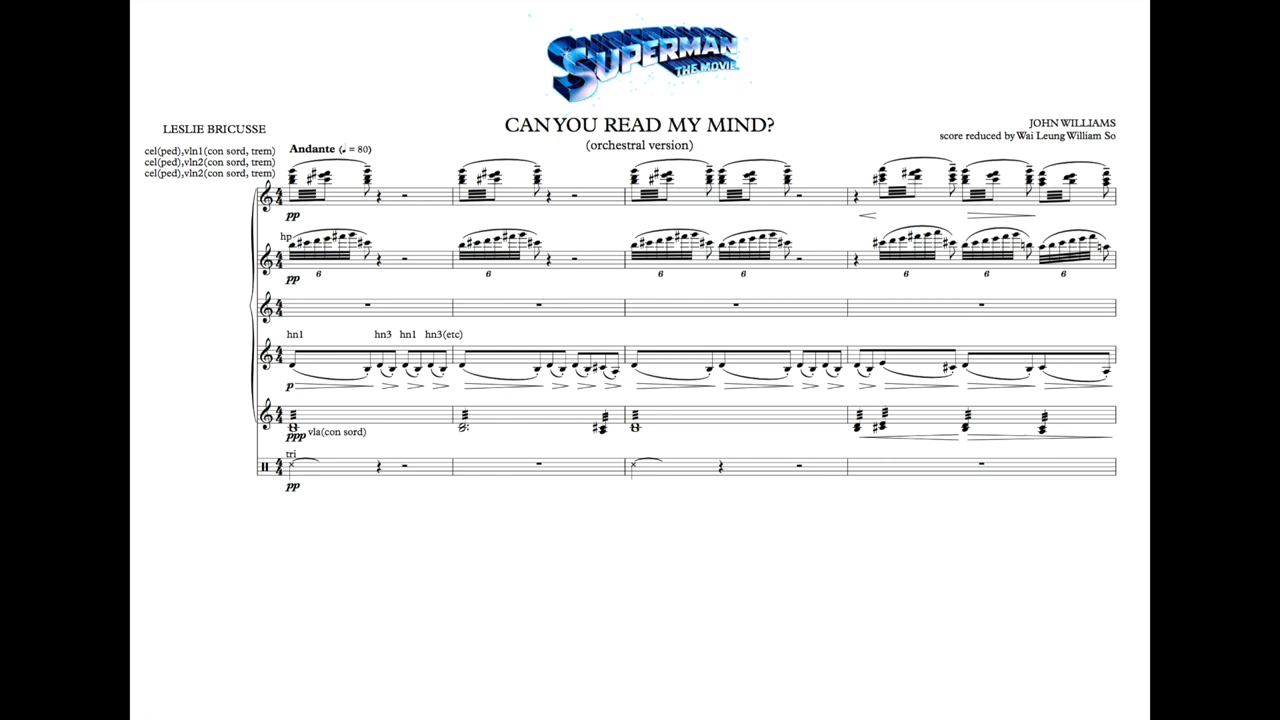 SUPERMAN
THE MOVIE
CAN YOU READ MY MIND?
(orchestral version)
LESLIE BRICUSSE
JOHN WILLIAMS
score reduced by Wai Leung William So
cel(ped),vln1(con sord, trem)
cel(ped),vln2(con sord, trem)
cel(ped),vln2(con sord, trem)
Andante (♩ = 80)
pp
hp
pp 6 6 6 6 6 6 6
hn1 hn3 hn1 hn3(etc)
p
ppp vla(con sord)
tri
pp